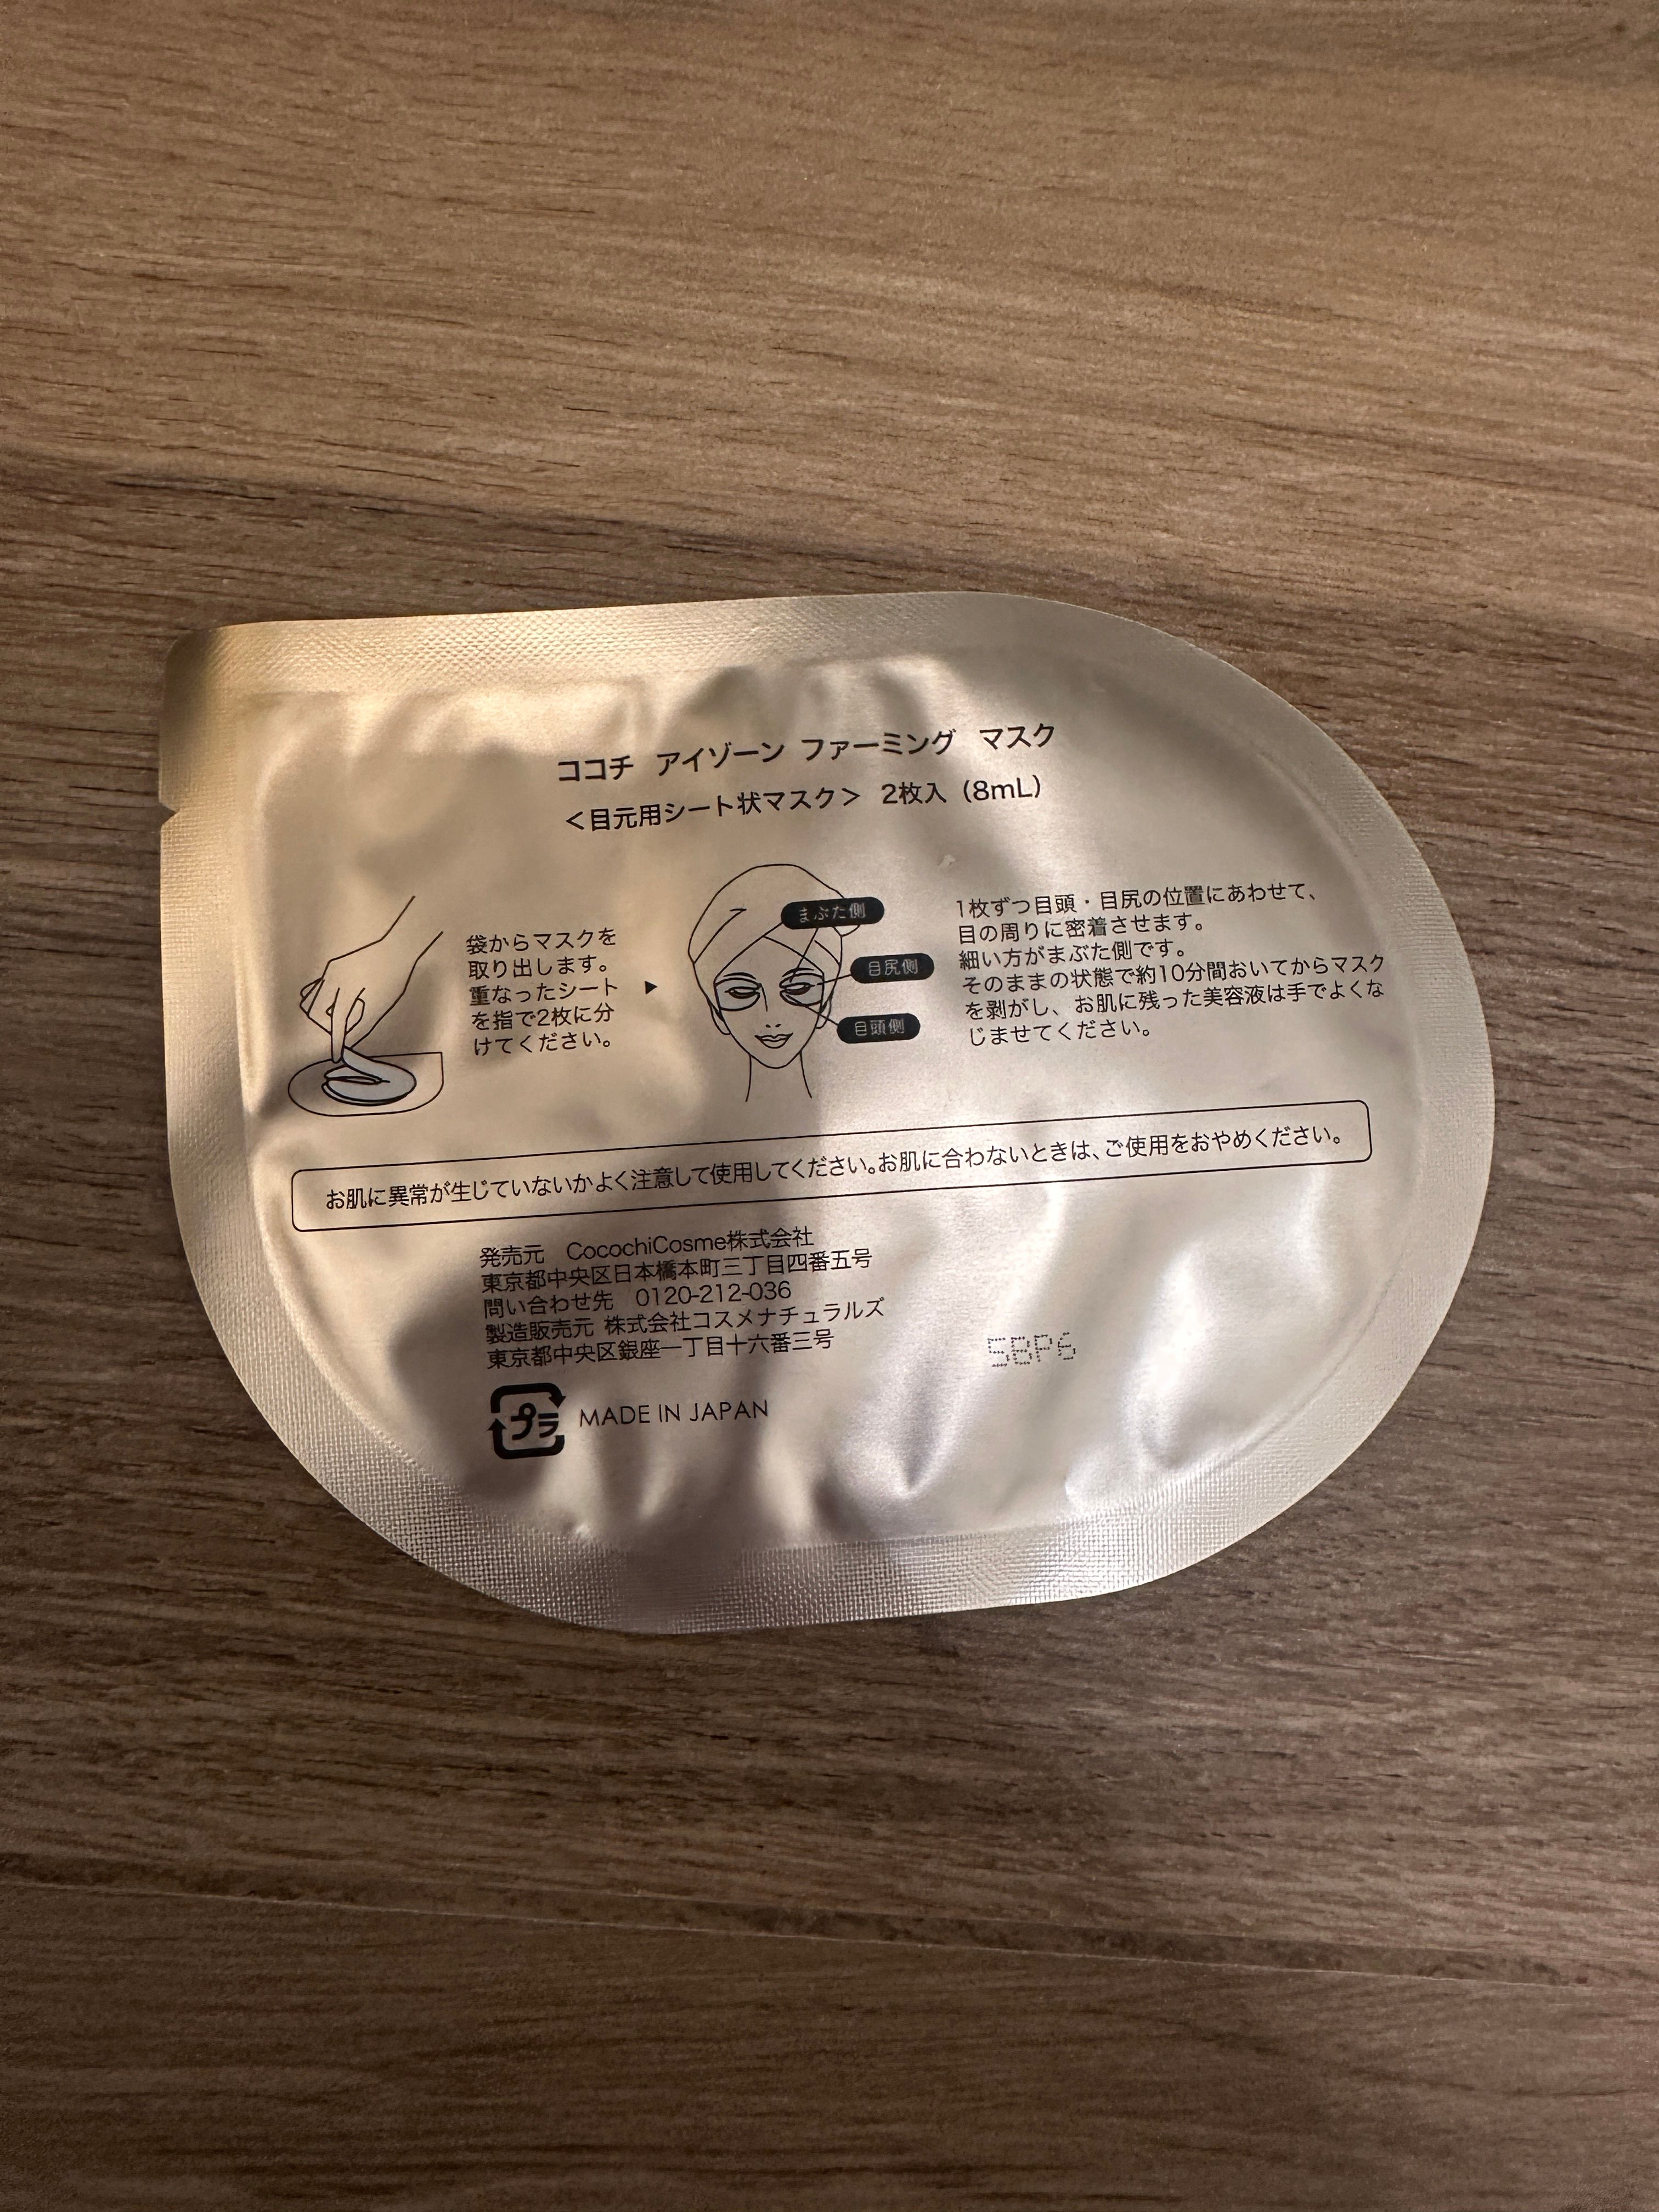 ココチ アイゾーン ファーミング マスク
＜目元用シート状マスク＞ 2枚入（8mL）
袋からマスクを
取り出します。
重なったシート
を指で2枚に分
けてください。
▶
まぶた側
目尻側
目頭側
1枚ずつ目頭・目尻の位置にあわせて、
目の周りに密着させます。
細い方がまぶた側です。
そのままの状態で約10分間おいてからマスク
を剥がし、お肌に残った美容液は手でよくな
じませてください。
お肌に異常が生じていないかよく注意して使用してください。お肌に合わないときは、ご使用をおやめください。
発売元 CocochiCosme株式会社
東京都中央区日本橋本町三丁目四番五号
問い合わせ先 0120-212-036
製造販売元 株式会社コスメナチュラルズ
東京都中央区銀座一丁目十六番三号
5BP6
プラ MADE IN JAPAN